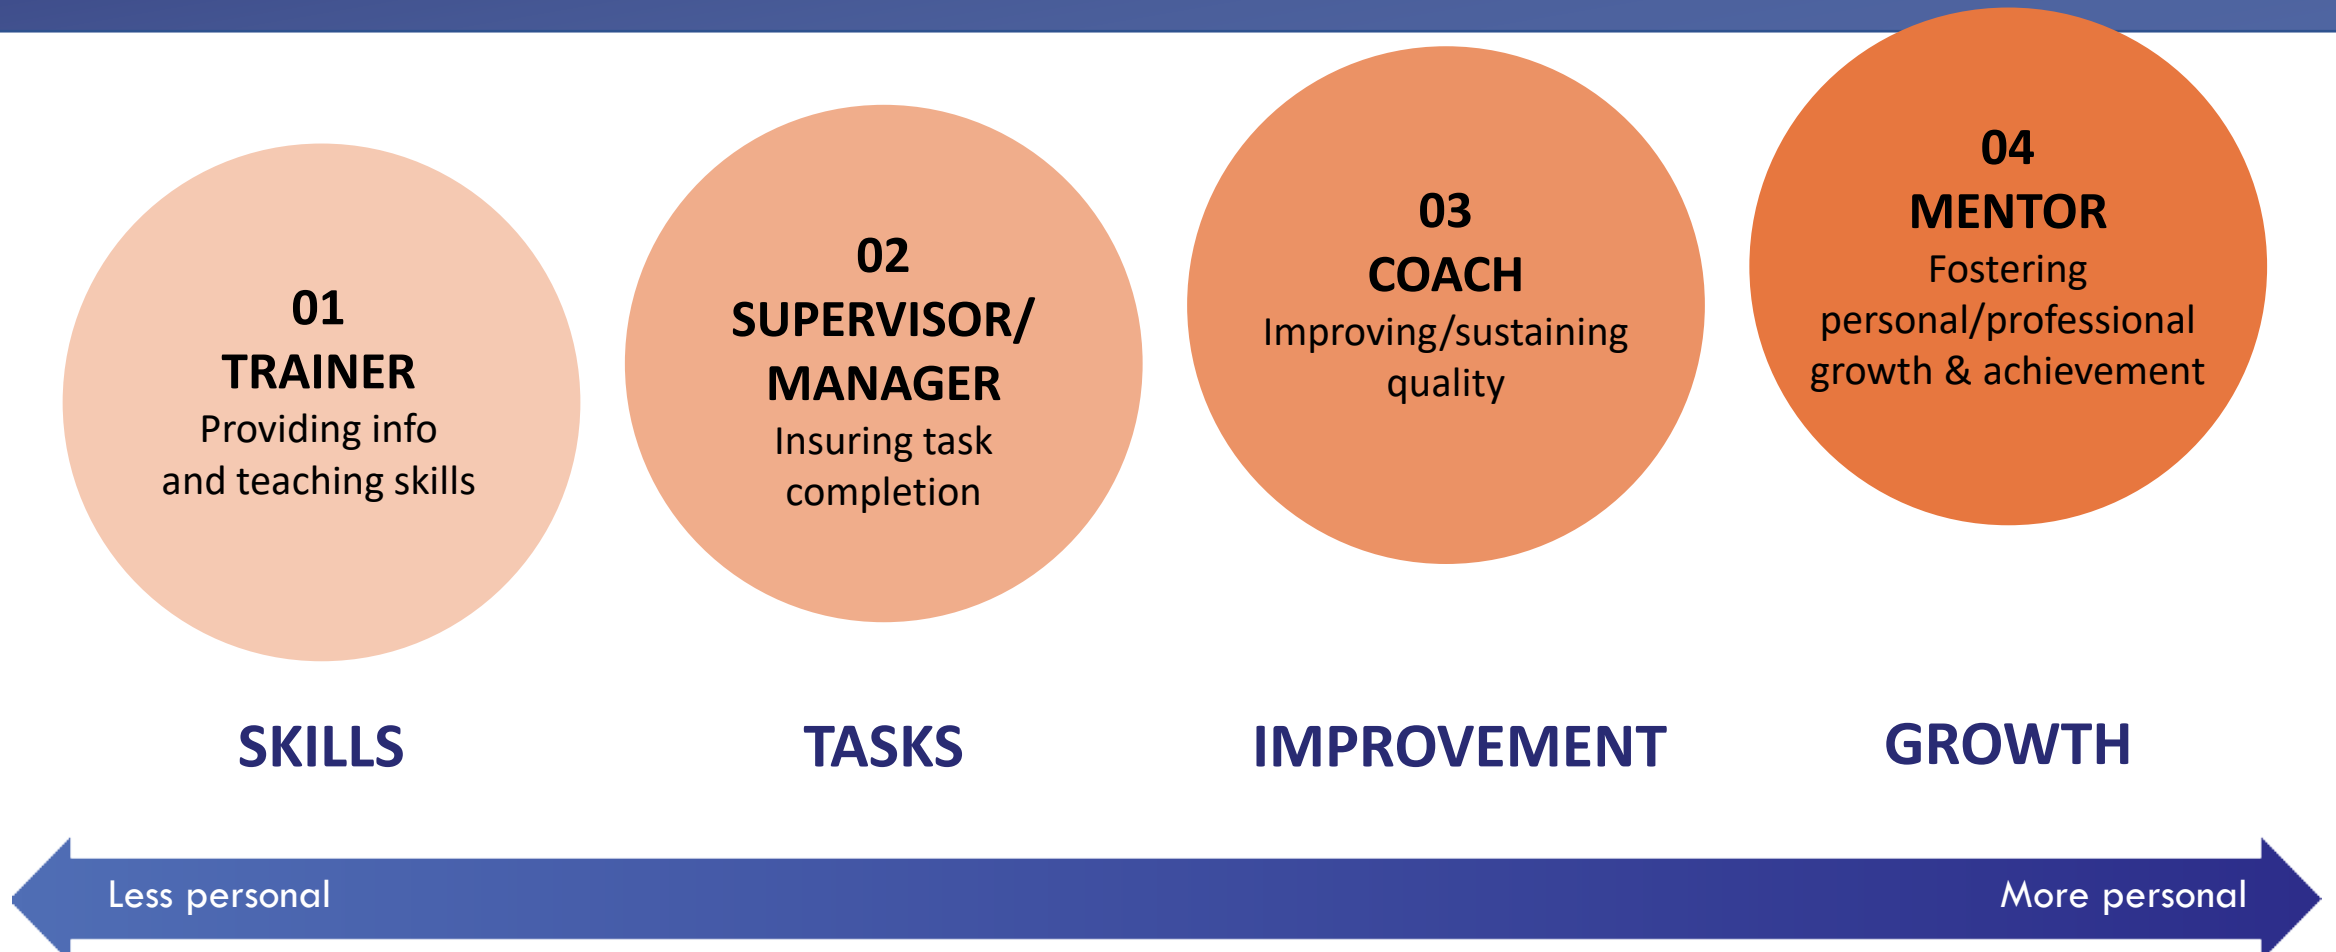 01
TRAINER
Providing info
and teaching skills
02
SUPERVISOR/
MANAGER
Insuring task
completion
03
COACH
Improving/sustaining
quality
04
MENTOR
Fostering
personal/professional
growth & achievement
SKILLS
TASKS
IMPROVEMENT
GROWTH
Less personal
More personal